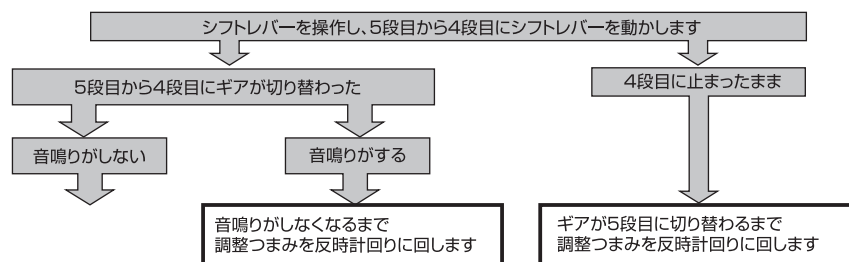 シフトレバーを操作し、5段目から4段目にシフトレバーを動かします
5段目から4段目にギアが切り替わった
4段目に止まったまま
音鳴りがしない
音鳴りがする
音鳴りがしなくなるまで
調整つまみを反時計回りに回します
ギアが5段目に切り替わるまで
調整つまみを反時計回りに回します